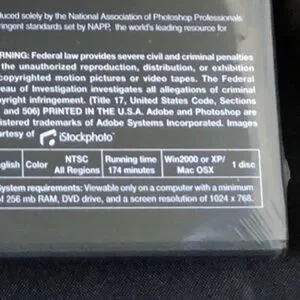 duced solely by the National Association of Photoshop Professionals
ringent standards set by NAPP, the world's leading resource for
ARNING: Federal law provides severe civil and criminal penalties
the unauthorized reproduction, distribution, or exhibition
copyrighted motion pictures or video tapes. The Federal
reau of Investigation investigates all allegations of criminal
pyright infringement. (Title 17, United States Code, Sections
and 506) PRINTED IN THE U.S.A. Adobe and Photoshop are
istered trademarks of Adobe Systems Incorporated. Images
urtesy of iStockphoto
nglish Color NTSC All Regions Running time 174 minutes Win2000 or XP/ Mac OSX 1 disc
System requirements: Viewable only on a computer with a minimum
of 256 mb RAM, DVD drive, and a screen resolution of 1024 x 768.